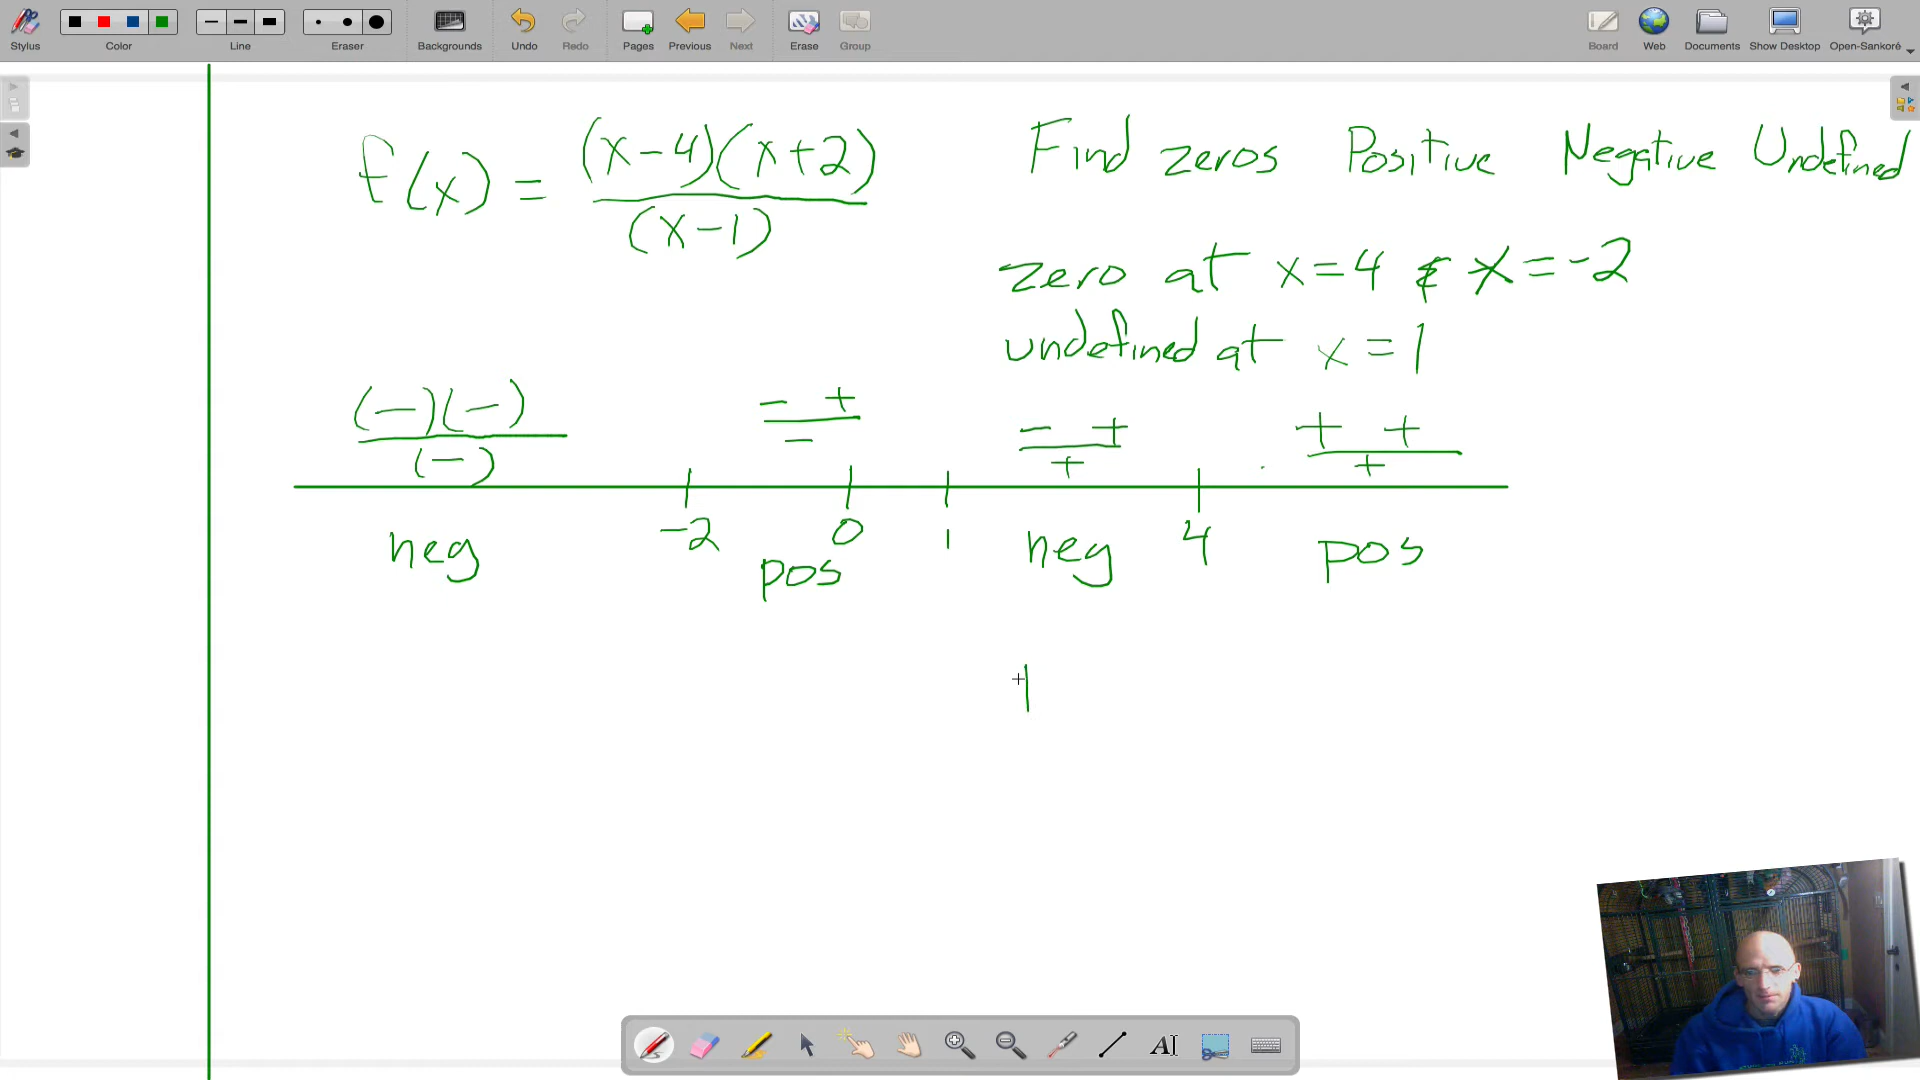 Stylus Color Line Eraser Backgrounds Undo Redo Pages Previous Next Erase Group Board Web Documents Show Desktop Open-Sankoré
f(x) = (x-4)(x+2) / (x-1)
Find zeros Positive Negative Undefined
zero at x=4 & x=-2
undefined at x=1
(-)(-) / (-)
- + / -
- + / +
+ + / +
-2 0 1 4
neg pos neg pos